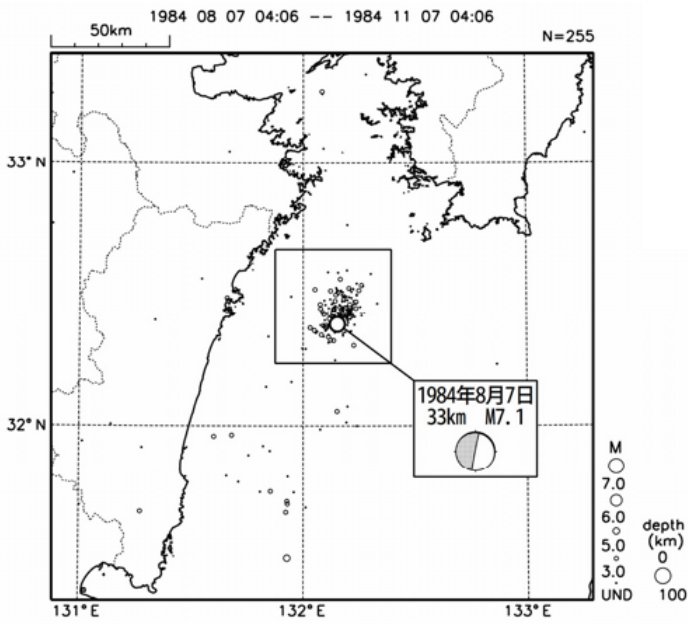 1984 08 07 04:06 -- 1984 11 07 04:06
50km
N=255
33°N
1984年8月7日
33km M7.1
32°N
M
7.0
6.0
5.0
3.0
UND
depth
(km)
0
100
131°E
132°E
133°E